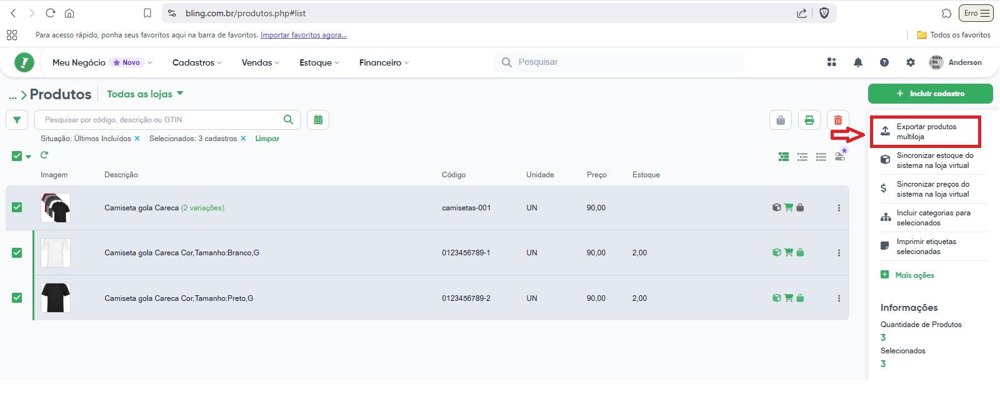 bling.com.br/produtos.php#list
Erro
Para acesso rápido, ponha seus favoritos aqui na barra de favoritos. Importar favoritos agora...
Todos os favoritos
Meu Negócio Novo Cadastros Vendas Estoque Financeiro Pesquisar Anderson
... Produtos Todas as lojas
+ Incluir cadastro
Pesquisar por código, descrição ou GTIN
Situação: Últimos Incluídos × Selecionados: 3 cadastros × Limpar
Imagem Descrição Código Unidade Preço Estoque
Camiseta gola Careca (2 variações) camisetas-001 UN 90,00
Camiseta gola Careca Cor,Tamanho:Branco,G 0123456789-1 UN 90,00 2,00
Camiseta gola Careca Cor,Tamanho:Preto,G 0123456789-2 UN 90,00 2,00
Exportar produtos
multiloja
Sincronizar estoque do
sistema na loja virtual
Sincronizar preços do
sistema na loja virtual
Incluir categorias para
selecionados
Imprimir etiquetas
selecionadas
Mais ações
Informações
Quantidade de Produtos
3
Selecionados
3